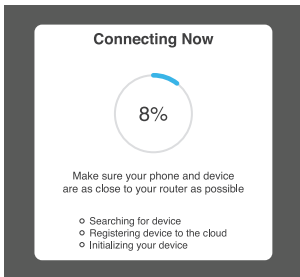 Connecting Now
8%
Make sure your phone and device
are as close to your router as possible
Searching for device
Registering device to the cloud
Initializing your device